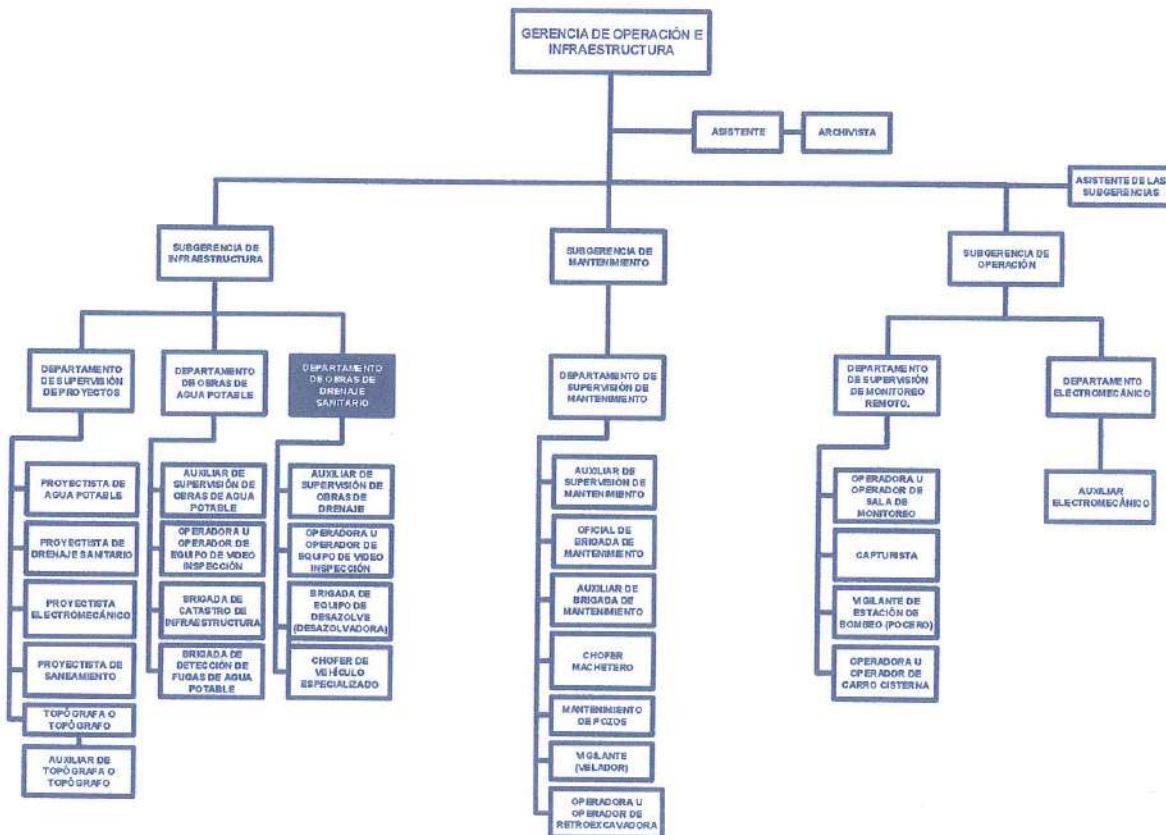 GERENCIA DE OPERACIÓN E
INFRAESTRUCTURA
ASISTENTE
ARCHIVISTA
ASISTENTE DE LAS
SUBGERENCIAS
SUBGERENCIA DE
INFRAESTRUCTURA
SUBGERENCIA DE
MANTENIMIENTO
SUBGERENCIA DE
OPERACIÓN
DEPARTAMENTO
DE SUPERVISIÓN
DE PROYECTOS
DEPARTAMENTO
DE OBRAS DE
AGUA POTABLE
DEPARTAMENTO
DE OBRAS DE
DRENAJE
SANITARIO
DEPARTAMENTO DE
SUPERVISIÓN DE
MANTENIMIENTO
DEPARTAMENTO
DE SUPERVISIÓN
DE MONITOREO
REMOTO.
DEPARTAMENTO
ELECTROMECÁNICO
PROYECTISTA DE
AGUA POTABLE
PROYECTISTA DE
DRENAJE SANITARIO
PROYECTISTA
ELECTROMECÁNICO
PROYECTISTA DE
SANEAMIENTO
TOPÓGRAFA O
TOPÓGRAFO
AUXILIAR DE
TOPÓGRAFA O
TOPÓGRAFO
AUXILIAR DE
SUPERVISIÓN DE
OBRAS DE AGUA
POTABLE
OPERADORA U
OPERADOR DE
EQUIPO DE VIDEO
INSPECCIÓN
BRIGADA DE
CATASTRO DE
INFRAESTRUCTURA
BRIGADA DE
DETECCIÓN DE
FUGAS DE AGUA
POTABLE
AUXILIAR DE
SUPERVISIÓN DE
OBRAS DE
DRENAJE
OPERADORA U
OPERADOR DE
EQUIPO DE VIDEO
INSPECCIÓN
BRIGADA DE
EQUIPO DE
DESAZOLVE
(DESAZOLVADORA)
CHOFER DE
VEHÍCULO
ESPECIALIZADO
AUXILIAR DE
SUPERVISIÓN DE
MANTENIMIENTO
OFICIAL DE
BRIGADA DE
MANTENIMIENTO
AUXILIAR DE
BRIGADA DE
MANTENIMIENTO
CHOFER
MACHETERO
MANTENIMIENTO
DE POZOS
VIGILANTE
(VELADOR)
OPERADORA U
OPERADOR DE
RETROEXCAVADORA
OPERADORA U
OPERADOR DE
SALA DE
MONITOREO
CAPTURISTA
VIGILANTE DE
ESTACIÓN DE
BOMBEO (POCERO)
OPERADORA U
OPERADOR DE
CARRO CISTERNA
AUXILIAR
ELECTROMECÁNICO